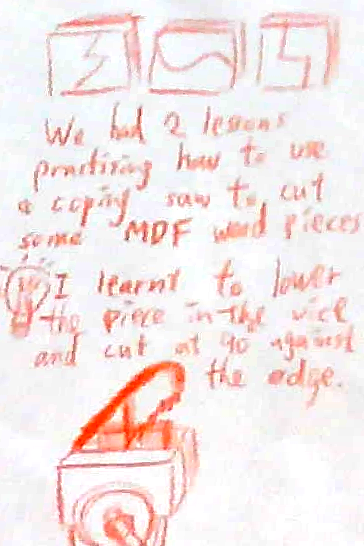 We had 2 lessons
practising how to use
a coping saw to cut
some MDF wood pieces
I learnt to lower
the piece in the vice
and cut at 90 against
the edge.